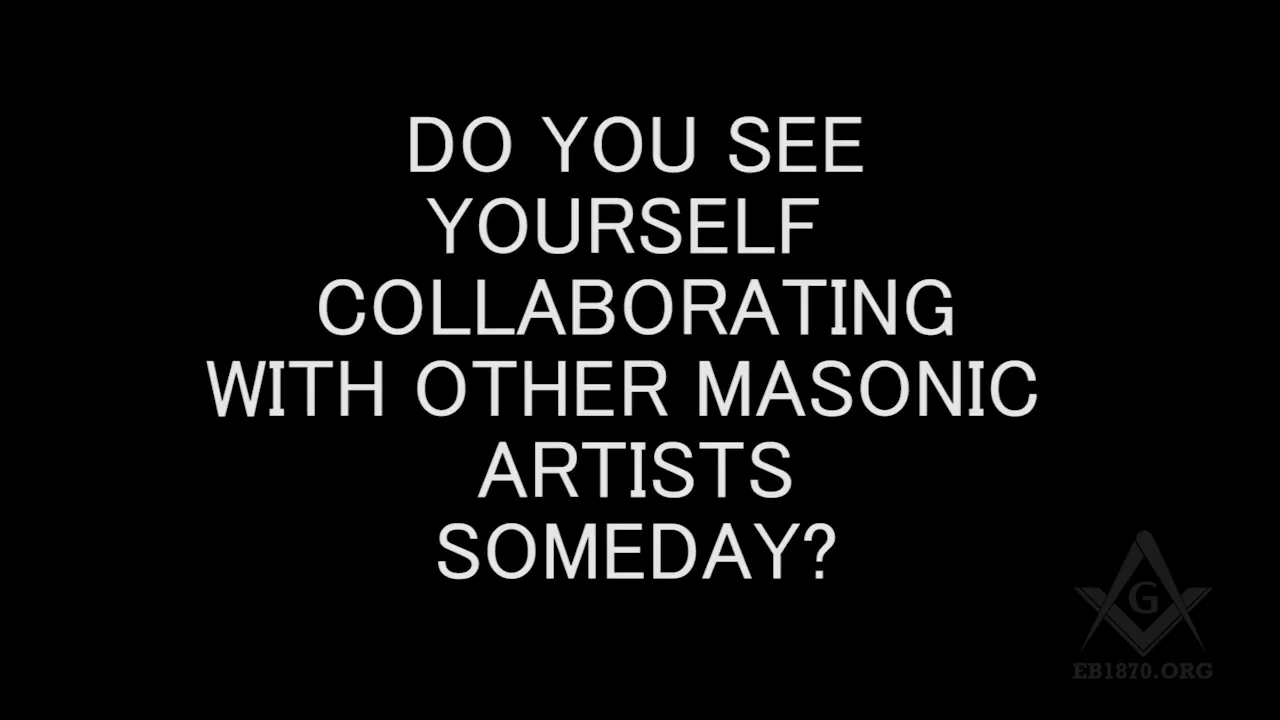 DO YOU SEE
YOURSELF
COLLABORATING
WITH OTHER MASONIC
ARTISTS
SOMEDAY?
G
EB1870.ORG